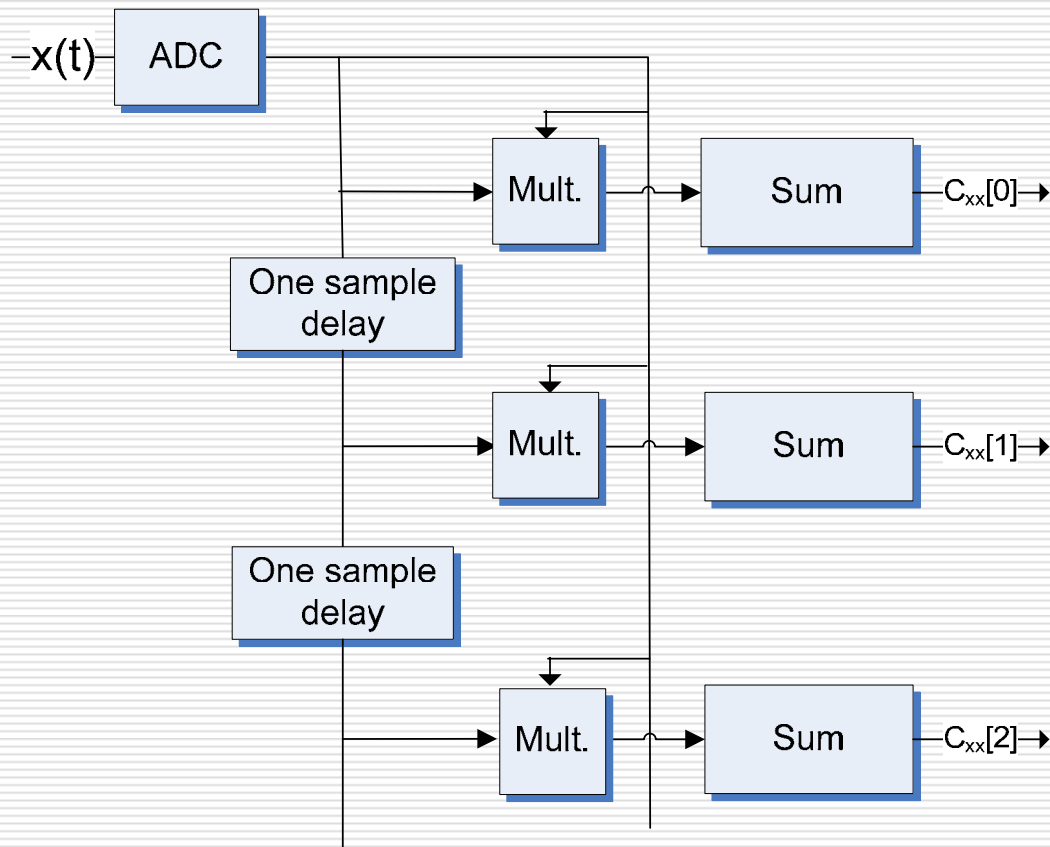 x(t)
ADC
Mult.
Sum
Cxx[0]
One sample
delay
Mult.
Sum
Cxx[1]
One sample
delay
Mult.
Sum
Cxx[2]